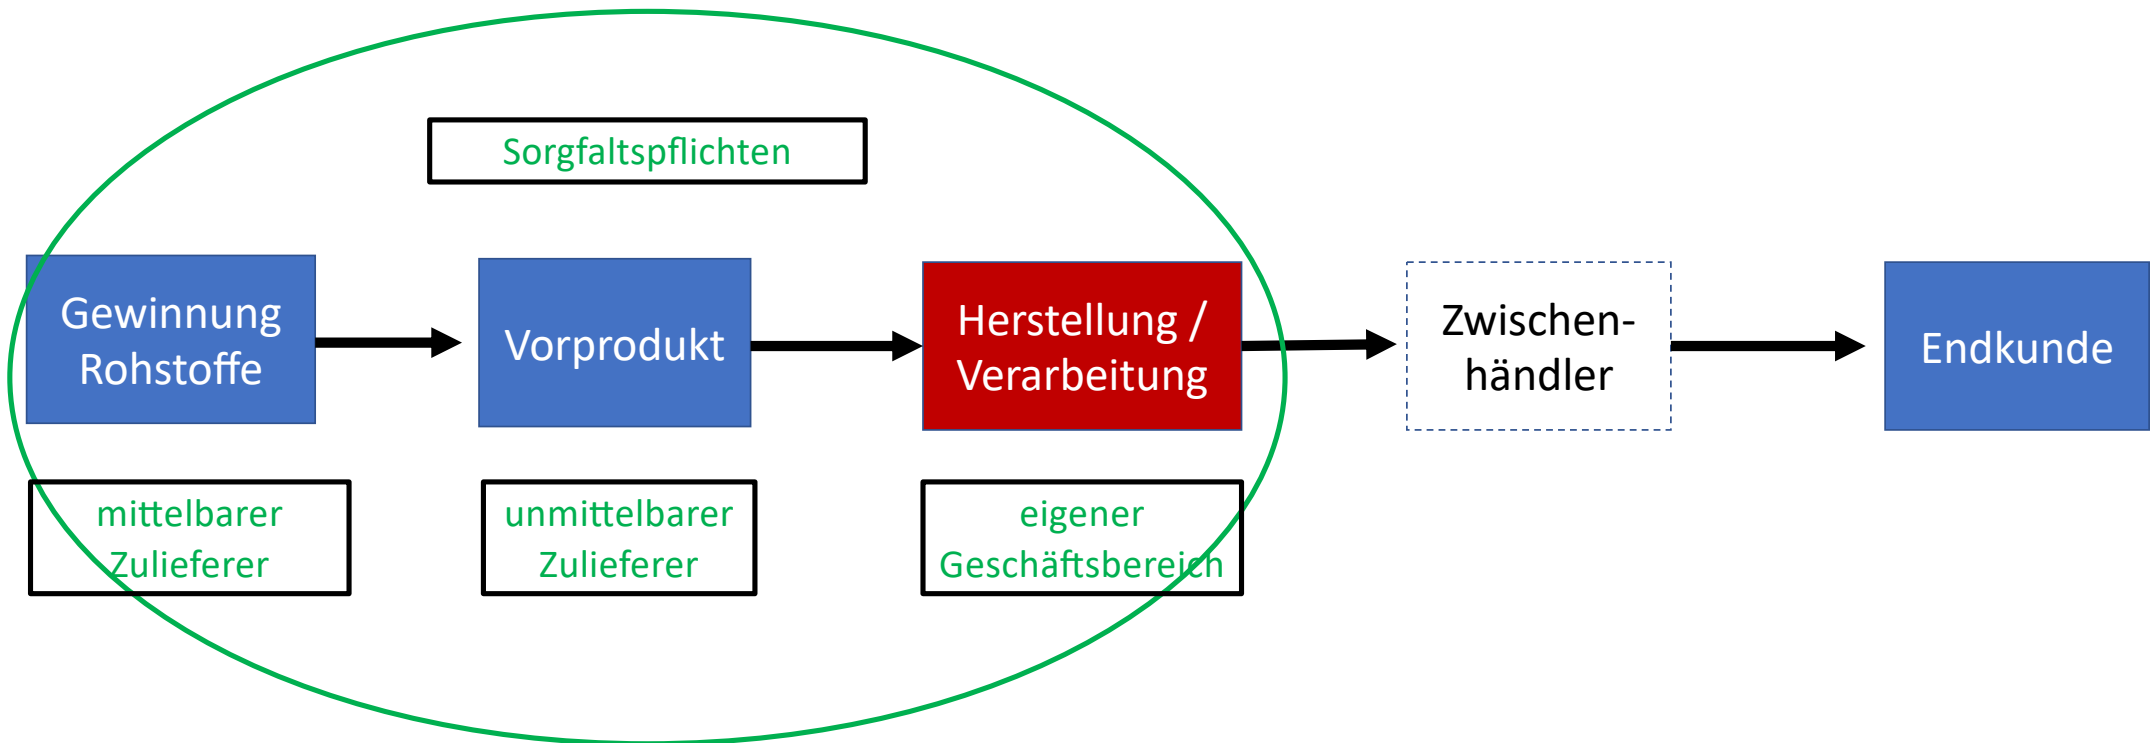 Sorgfaltspflichten
Gewinnung
Rohstoffe
Vorprodukt
Herstellung /
Verarbeitung
Zwischen-
händler
Endkunde
mittelbarer
Zulieferer
unmittelbarer
Zulieferer
eigener
Geschäftsbereich